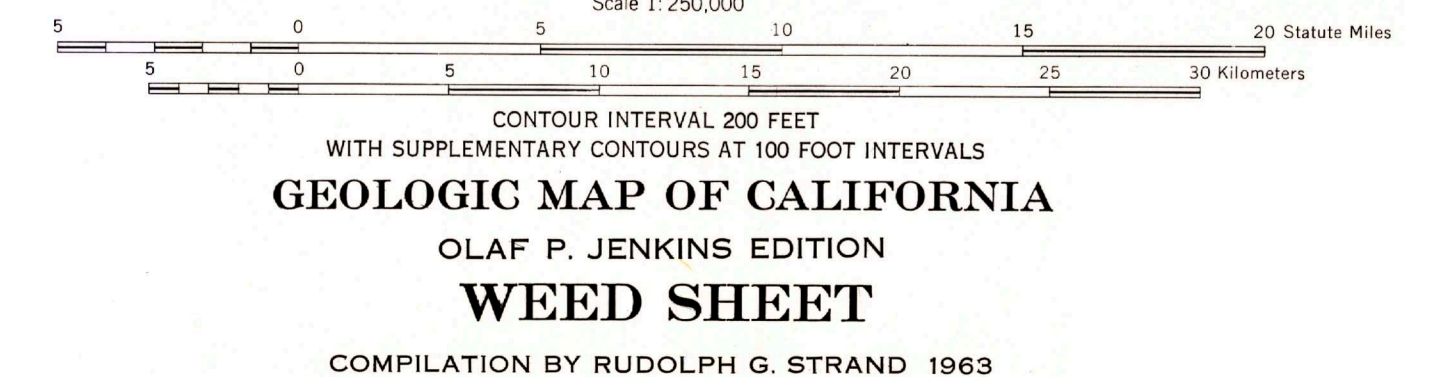 Scale 1:250,000
5 0 5 10 15 20 Statute Miles
5 0 5 10 15 20 25 30 Kilometers
CONTOUR INTERVAL 200 FEET
WITH SUPPLEMENTARY CONTOURS AT 100 FOOT INTERVALS
GEOLOGIC MAP OF CALIFORNIA
OLAF P. JENKINS EDITION
WEED SHEET
COMPILATION BY RUDOLPH G. STRAND 1963